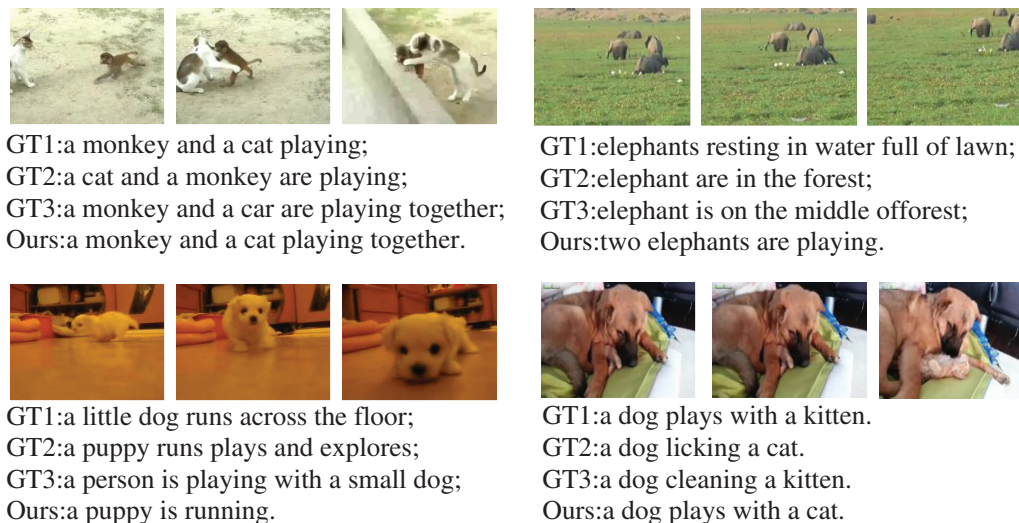 GT1:a monkey and a cat playing;
GT2:a cat and a monkey are playing;
GT3:a monkey and a car are playing together;
Ours:a monkey and a cat playing together.
GT1:elephants resting in water full of lawn;
GT2:elephant are in the forest;
GT3:elephant is on the middle offorest;
Ours:two elephants are playing.
GT1:a little dog runs across the floor;
GT2:a puppy runs plays and explores;
GT3:a person is playing with a small dog;
Ours:a puppy is running.
GT1:a dog plays with a kitten.
GT2:a dog licking a cat.
GT3:a dog cleaning a kitten.
Ours:a dog plays with a cat.